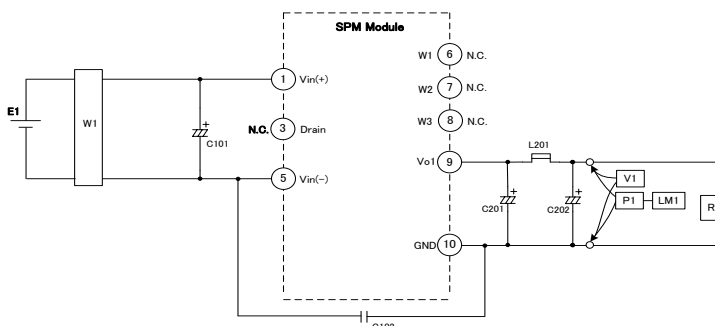 SPM Module
W1 6 N.C.
1 Vin(+)
W2 7 N.C.
E1
W1
N.C. 3 Drain
W3 8 N.C.
C101
L201
Vo1 9
5 Vin(-)
V1
C201
C202
P1
LM1
R
GND 10